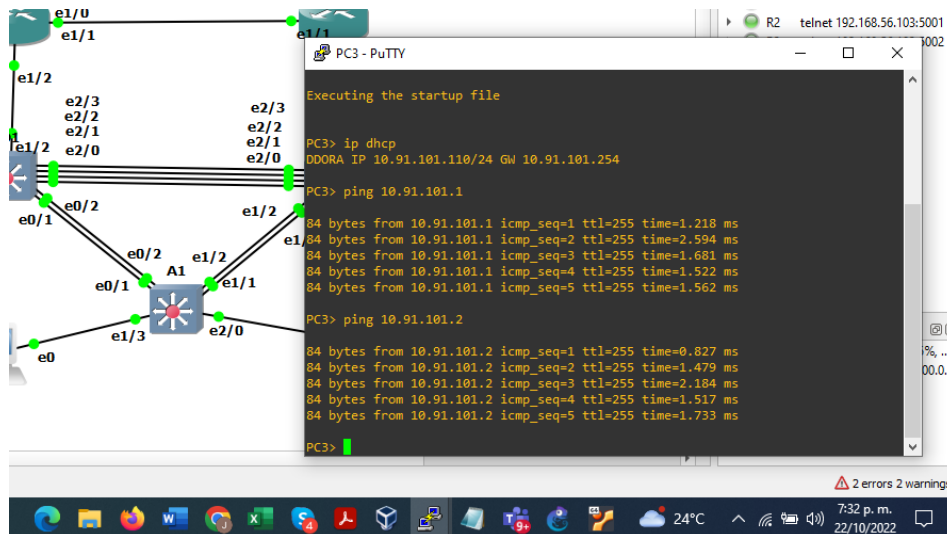 e1/0
e1/1
e1/1
R2 telnet 192.168.56.103:5001
5002
PC3 - PuTTY
e1/2
e2/3
e2/2
e2/1
e1/2 e2/0
e2/3
e2/2
e2/1
e2/0
Executing the startup file
PC3> ip dhcp
DDORA IP 10.91.101.110/24 GW 10.91.101.254
PC3> ping 10.91.101.1
84 bytes from 10.91.101.1 icmp_seq=1 ttl=255 time=1.218 ms
84 bytes from 10.91.101.1 icmp_seq=2 ttl=255 time=2.594 ms
84 bytes from 10.91.101.1 icmp_seq=3 ttl=255 time=1.681 ms
84 bytes from 10.91.101.1 icmp_seq=4 ttl=255 time=1.522 ms
84 bytes from 10.91.101.1 icmp_seq=5 ttl=255 time=1.562 ms
PC3> ping 10.91.101.2
84 bytes from 10.91.101.2 icmp_seq=1 ttl=255 time=0.827 ms
84 bytes from 10.91.101.2 icmp_seq=2 ttl=255 time=1.479 ms
84 bytes from 10.91.101.2 icmp_seq=3 ttl=255 time=2.184 ms
84 bytes from 10.91.101.2 icmp_seq=4 ttl=255 time=1.517 ms
84 bytes from 10.91.101.2 icmp_seq=5 ttl=255 time=1.733 ms
PC3>
e0/2
e0/1
e1/2
e1/
e0/2
e1/2
A1
e0/1
e1/1
e1/3
e2/0
e0
%, ..
00.0.
2 errors 2 warning
4
9+
24°C
7:32 p. m.
22/10/2022